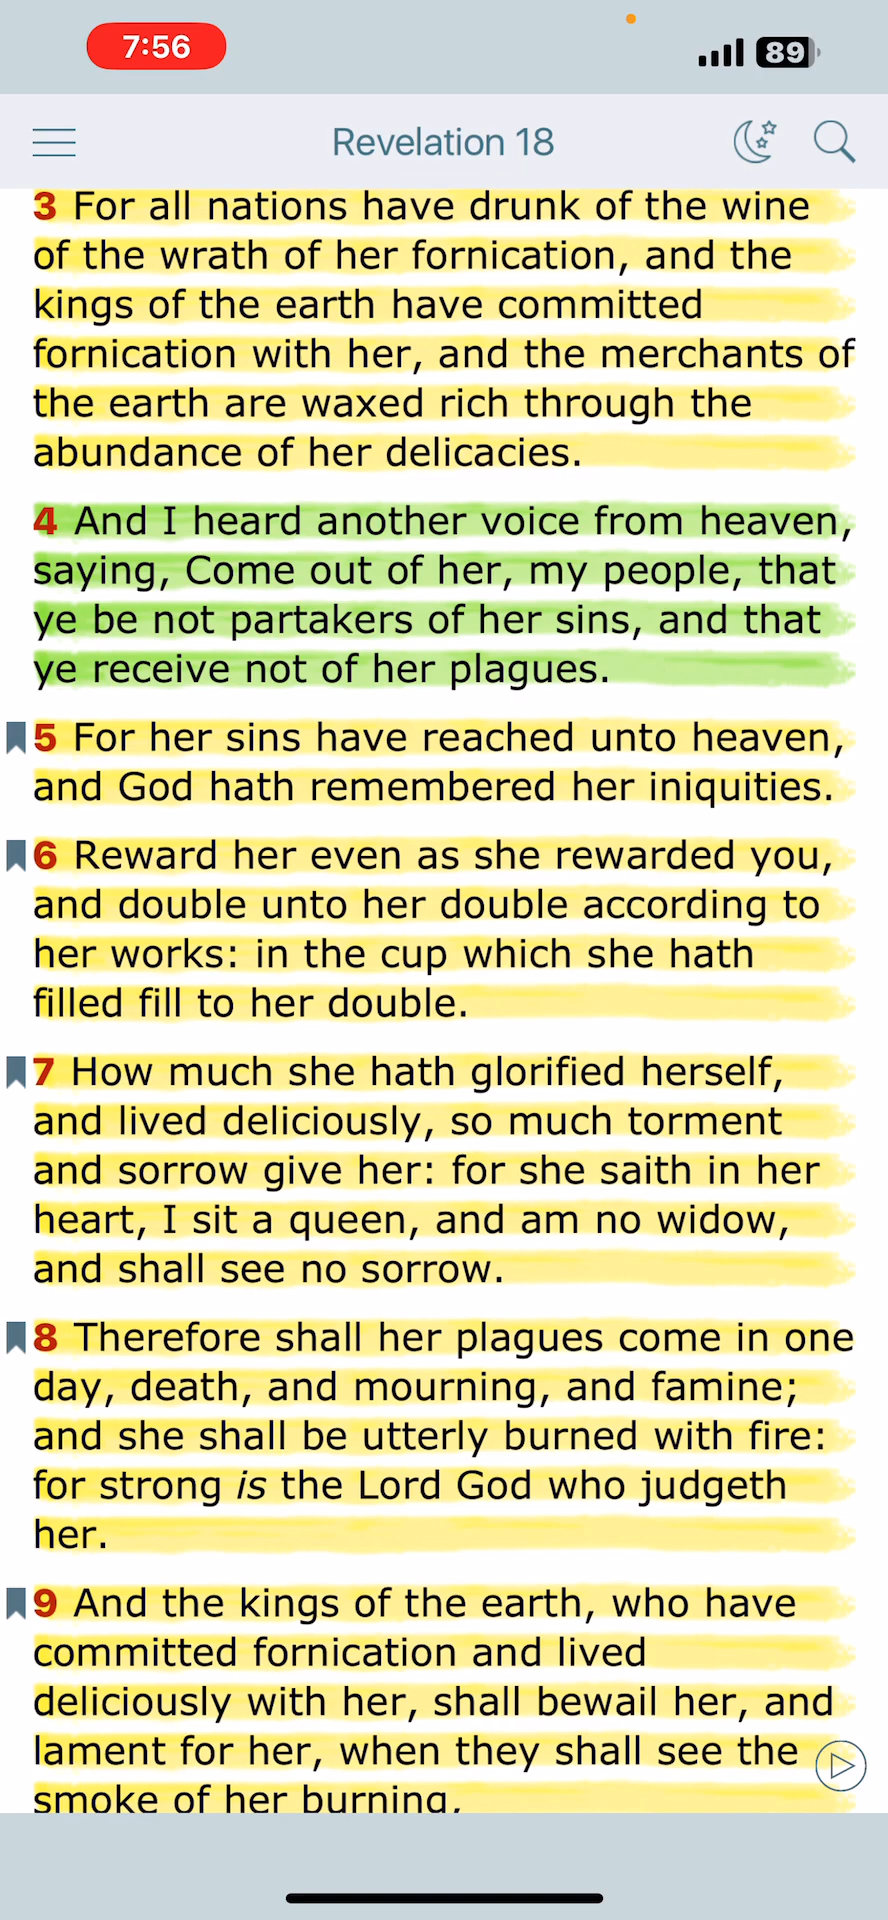 7:56
89
Revelation 18
3 For all nations have drunk of the wine
of the wrath of her fornication, and the
kings of the earth have committed
fornication with her, and the merchants of
the earth are waxed rich through the
abundance of her delicacies.
4 And I heard another voice from heaven,
saying, Come out of her, my people, that
ye be not partakers of her sins, and that
ye receive not of her plagues.
5 For her sins have reached unto heaven,
and God hath remembered her iniquities.
6 Reward her even as she rewarded you,
and double unto her double according to
her works: in the cup which she hath
filled fill to her double.
7 How much she hath glorified herself,
and lived deliciously, so much torment
and sorrow give her: for she saith in her
heart, I sit a queen, and am no widow,
and shall see no sorrow.
8 Therefore shall her plagues come in one
day, death, and mourning, and famine;
and she shall be utterly burned with fire:
for strong is the Lord God who judgeth
her.
9 And the kings of the earth, who have
committed fornication and lived
deliciously with her, shall bewail her, and
lament for her, when they shall see the
smoke of her burning,